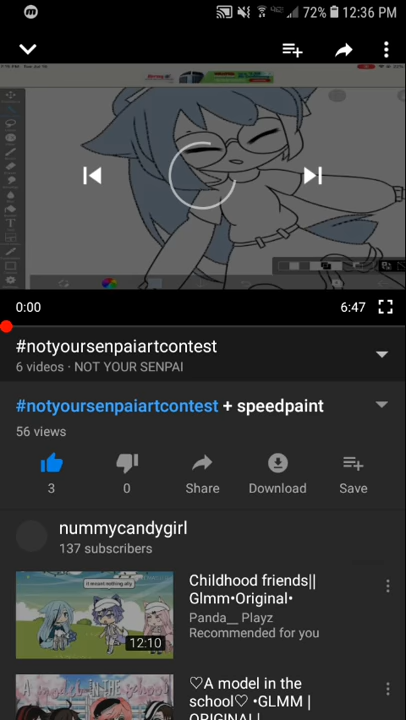 72% 12:36 PM
0:00
6:47
#notyoursenpaiartcontest
6 videos · NOT YOUR SENPAI
#notyoursenpaiartcontest + speedpaint
56 views
3
0
Share
Download
Save
nummycandygirl
137 subscribers
12:10
Childhood friends||
Glmm•Original•
Panda__ Playz
Recommended for you
♡A model in the
school♡ •GLMM |
ORIGINAL|